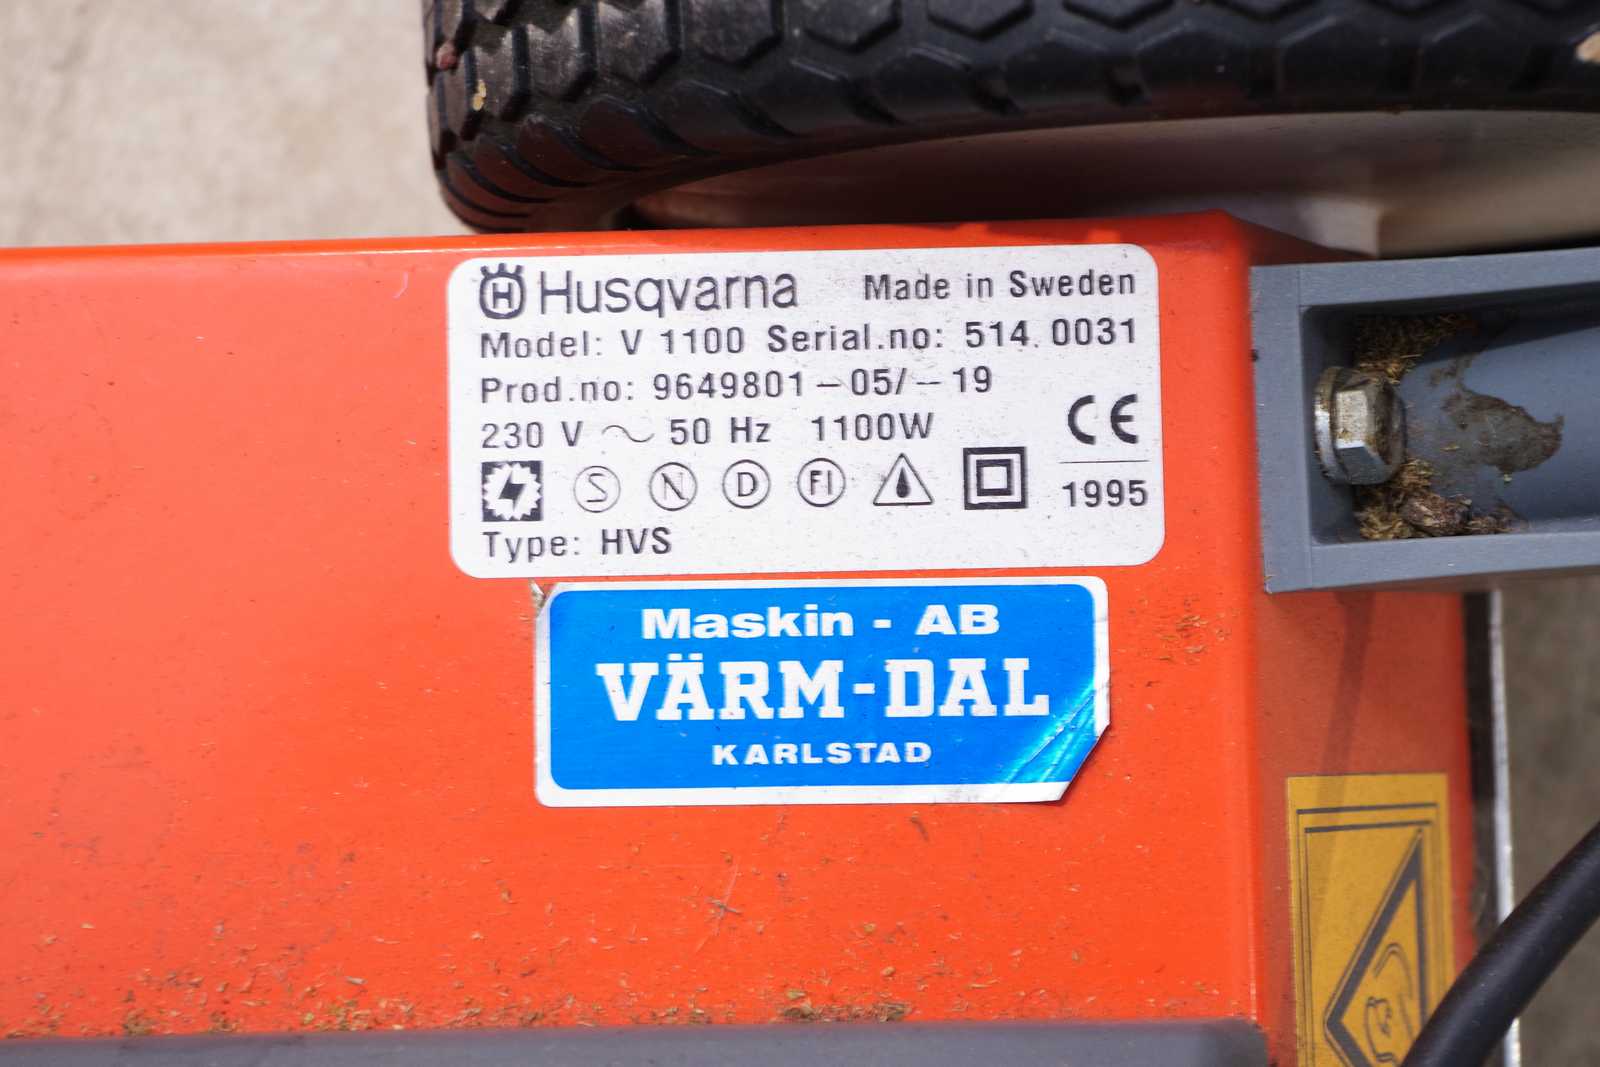 Husqvarna Made in Sweden
Model: V 1100 Serial.no: 514.0031
Prod.no: 9649801-05/--19
230 V ~ 50 Hz 1100W CE
S N D FI 1995
Type: HVS
Maskin - AB
VÄRM-DAL
KARLSTAD